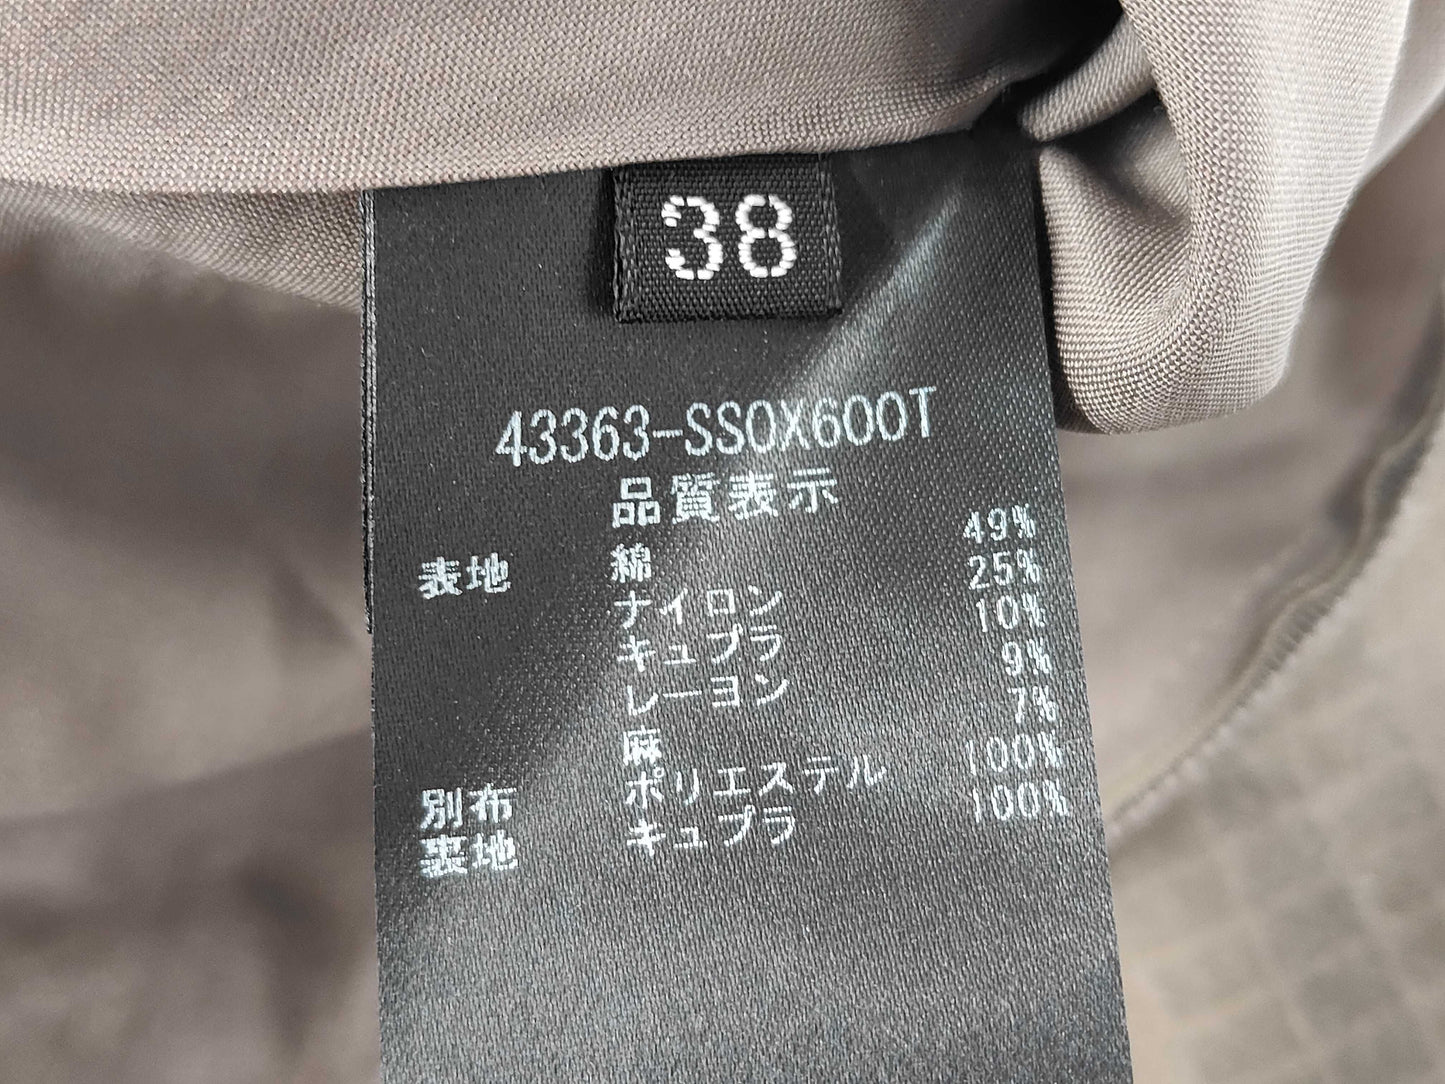 38
43363-SSOX600T
品質表示
表地 綿 49%
ナイロン 25%
キュプラ 10%
レーヨン 9%
麻 7%
別布 ポリエステル 100%
裏地 キュプラ 100%